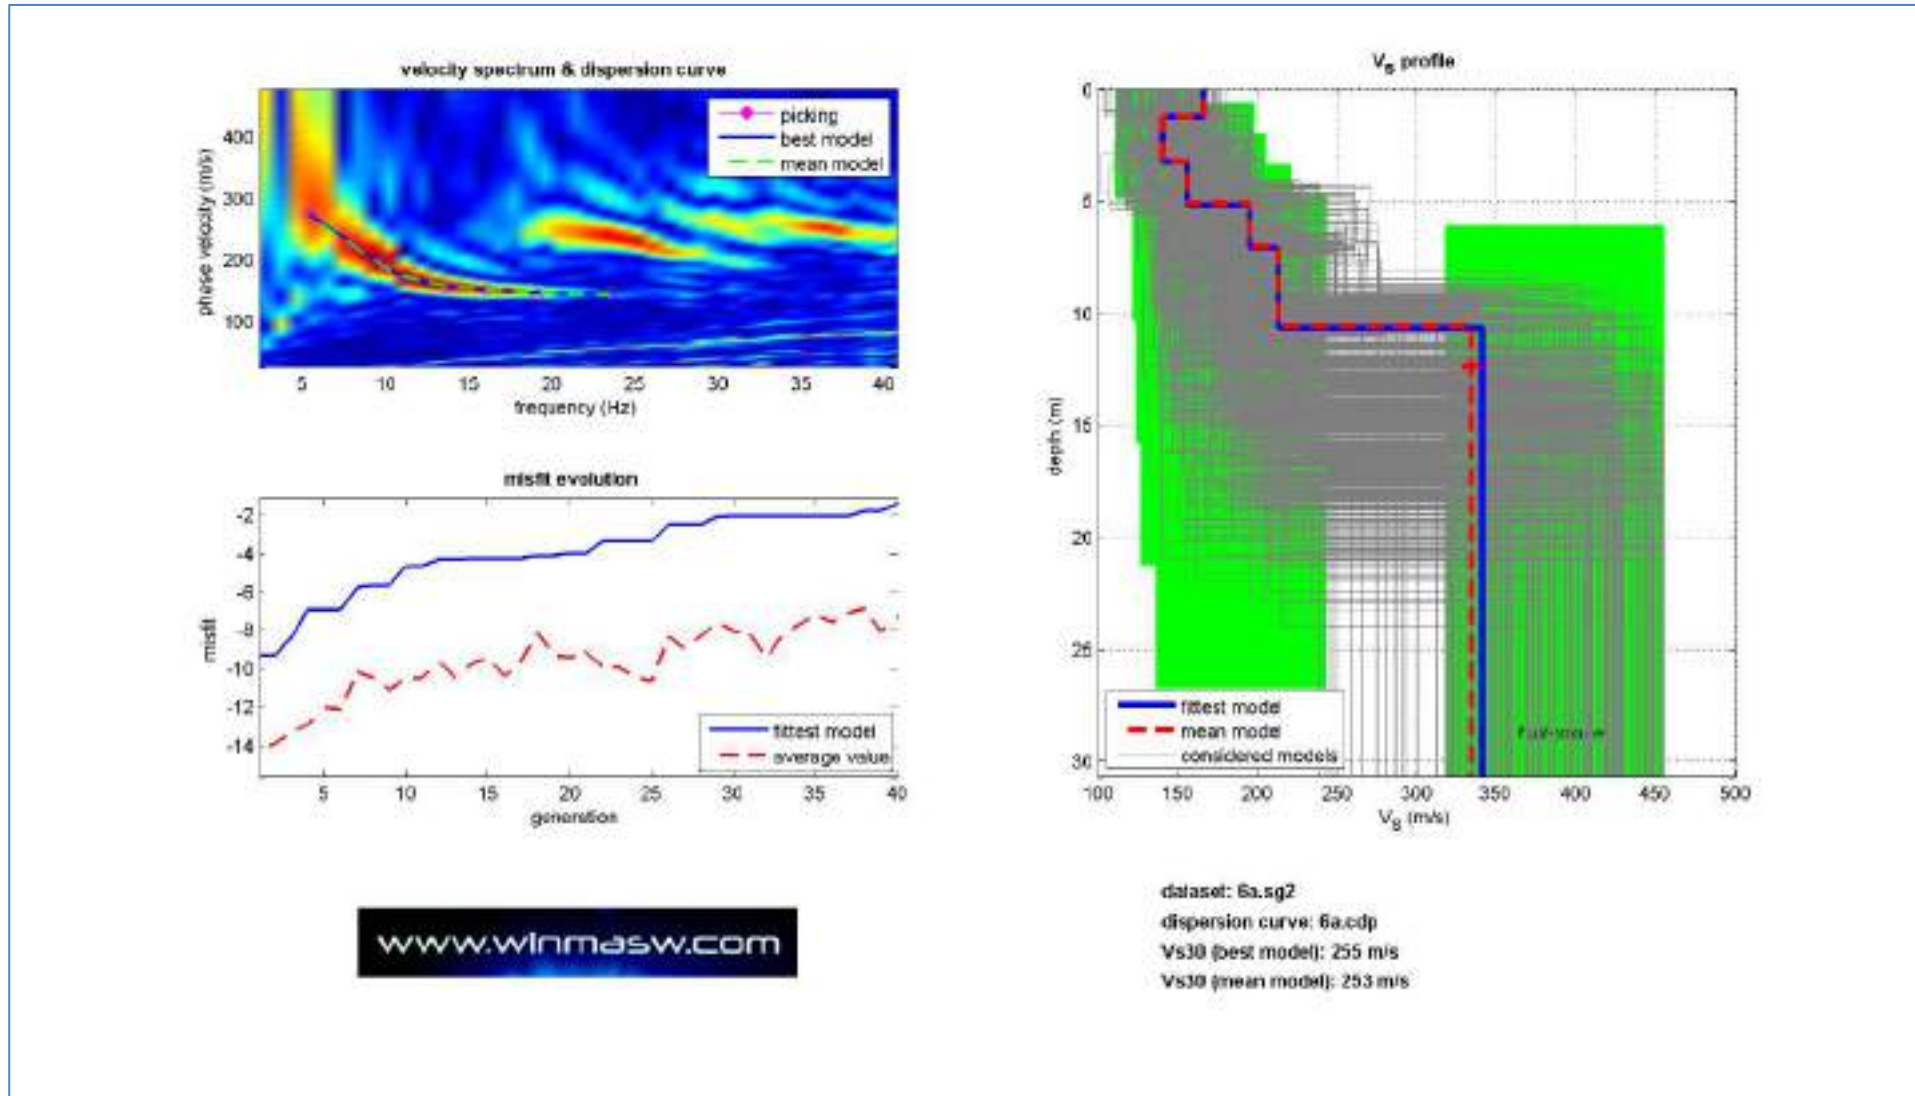 velocity spectrum & dispersion curve
picking
best model
mean model
400
300
200
100
phase velocity (m/s)
5 10 15 20 25 30 35 40
frequency (Hz)
misfit evolution
-2
-4
-6
-8
-10
-12
-14
misfit
fittest model
average value
5 10 15 20 25 30 35 40
generation
www.winmasw.com
VS profile
0
5
10
15
20
25
30
depth (m)
fittest model
mean model
considered models
100 150 200 250 300 350 400 450 500
VS (m/s)
dataset: 6a.sg2
dispersion curve: 6a.cdp
Vs30 (best model): 255 m/s
Vs30 (mean model): 253 m/s